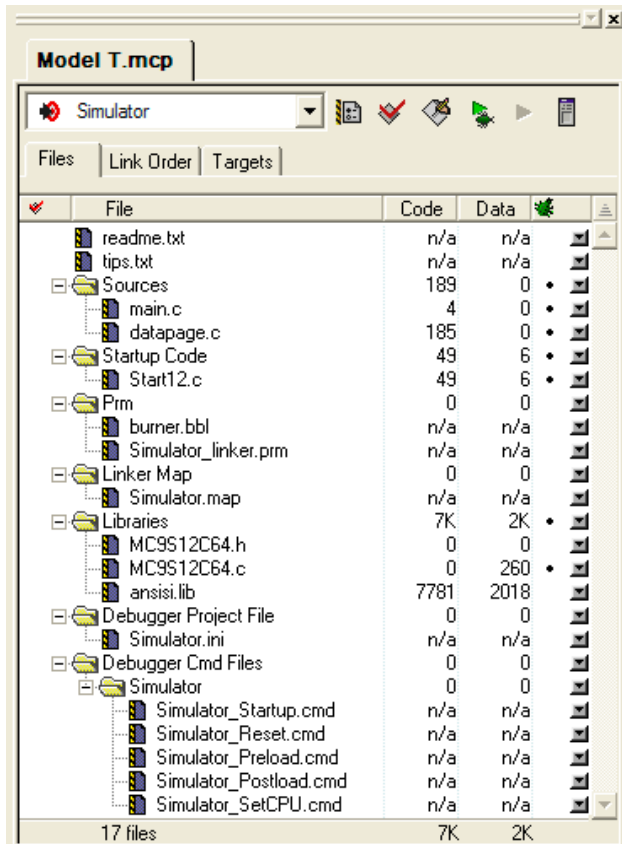 Model T.mcp
Simulator
Files Link Order Targets
File Code Data
readme.txt n/a n/a
tips.txt n/a n/a
Sources 189 0
main.c 4 0
datapage.c 185 0
Startup Code 49 6
Start12.c 49 6
Prm 0 0
burner.bbl n/a n/a
Simulator_linker.prm n/a n/a
Linker Map 0 0
Simulator.map n/a n/a
Libraries 7K 2K
MC9S12C64.h 0 0
MC9S12C64.c 0 260
ansisi.lib 7781 2018
Debugger Project File 0 0
Simulator.ini n/a n/a
Debugger Cmd Files 0 0
Simulator 0 0
Simulator_Startup.cmd n/a n/a
Simulator_Reset.cmd n/a n/a
Simulator_Preload.cmd n/a n/a
Simulator_Postload.cmd n/a n/a
Simulator_SetCPU.cmd n/a n/a
17 files 7K 2K